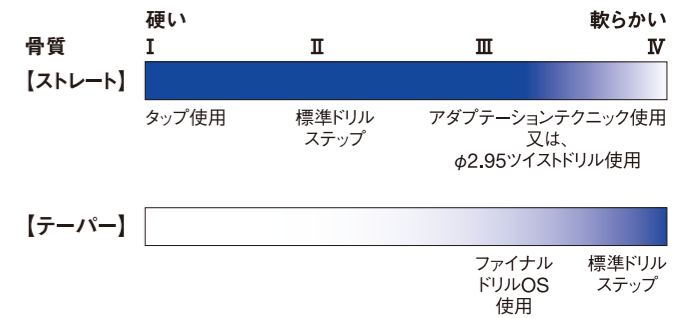 硬い 軟らかい
骨質 I II III IV
【ストレート】
タップ使用 標準ドリル アダプテーションテクニック使用
ステップ 又は、
φ2.95ツイストドリル使用
【テーパー】
ファイナル 標準ドリル
ドリルOS ステップ
使用